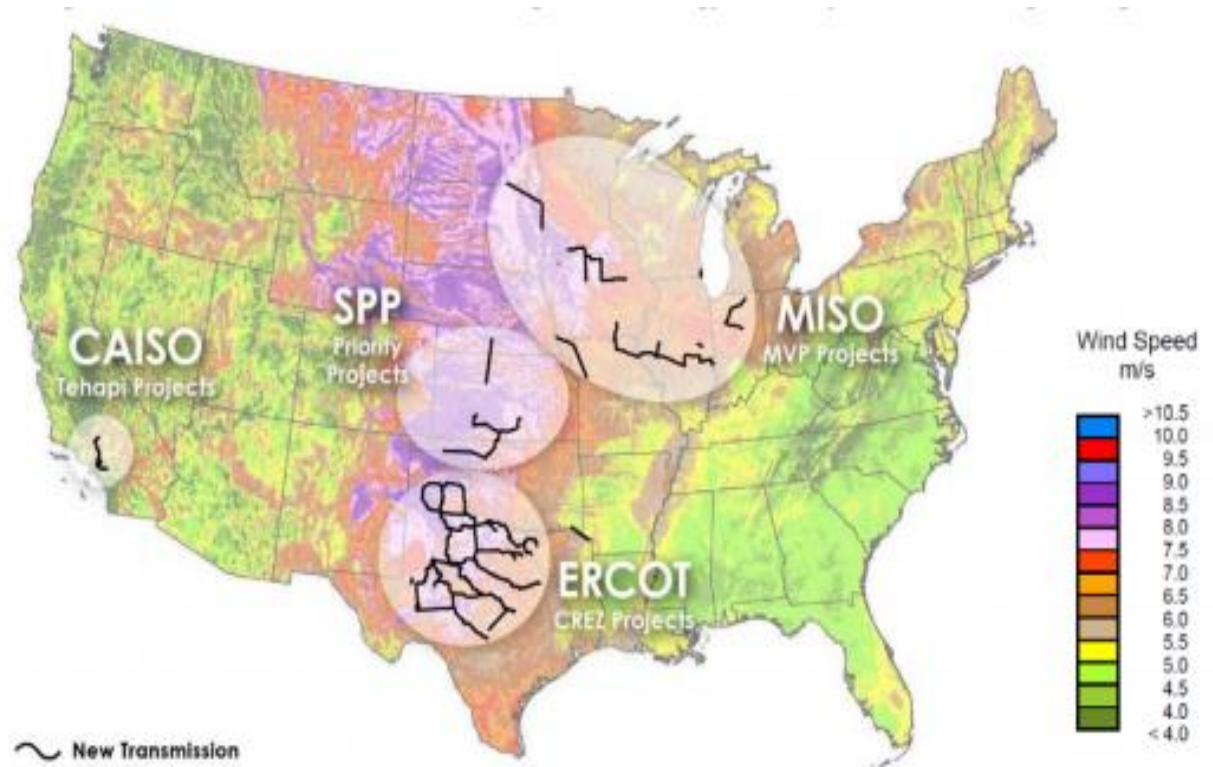 SPP
Priority
Projects
CAISO
Tehapi Projects
MISO
MVP Projects
ERCOT
CREZ Projects
Wind Speed
m/s
>10.5
10.0
9.5
9.0
8.5
8.0
7.5
7.0
6.5
6.0
5.5
5.0
4.5
4.0
< 4.0
New Transmission